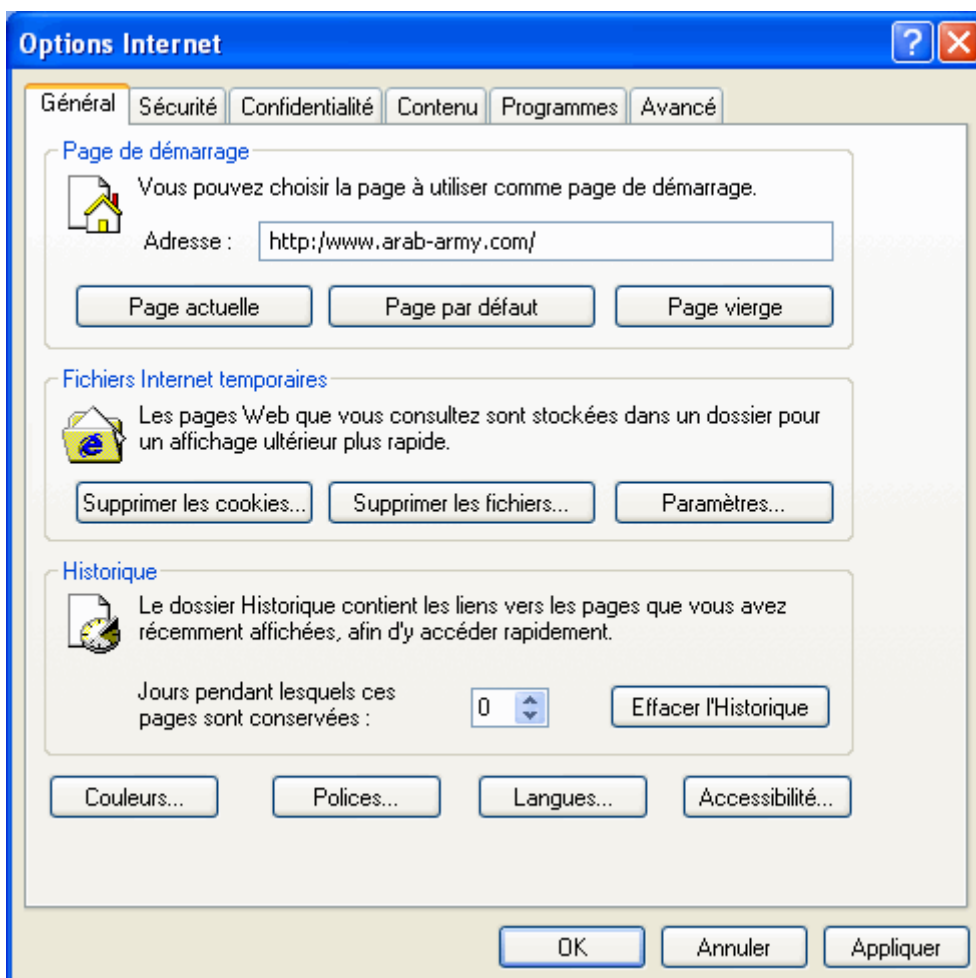 Options Internet
Général Sécurité Confidentialité Contenu Programmes Avancé
Page de démarrage
Vous pouvez choisir la page à utiliser comme page de démarrage.
Adresse : http:/www.arab-army.com/
Page actuelle Page par défaut Page vierge
Fichiers Internet temporaires
Les pages Web que vous consultez sont stockées dans un dossier pour
un affichage ultérieur plus rapide.
Supprimer les cookies... Supprimer les fichiers... Paramètres...
Historique
Le dossier Historique contient les liens vers les pages que vous avez
récemment affichées, afin d'y accéder rapidement.
Jours pendant lesquels ces
pages sont conservées : 0 Effacer l'Historique
Couleurs... Polices... Langues... Accessibilité...
OK Annuler Appliquer